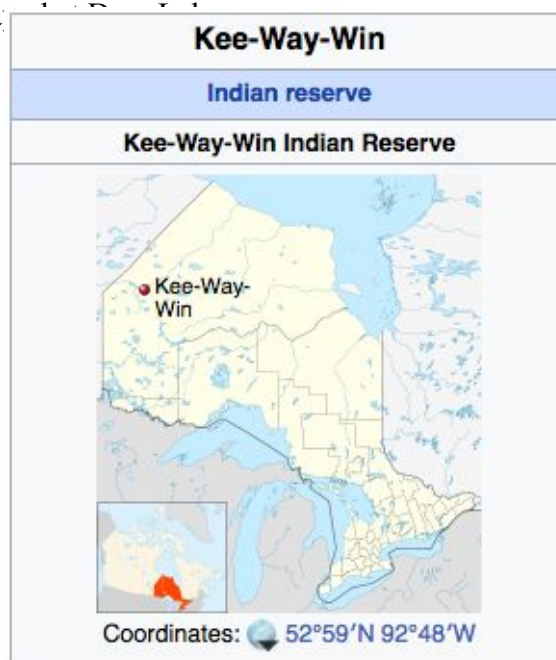 Kee-Way-Win
Indian reserve
Kee-Way-Win Indian Reserve
Kee-Way-
Win
Coordinates: 52°59′N 92°48′W